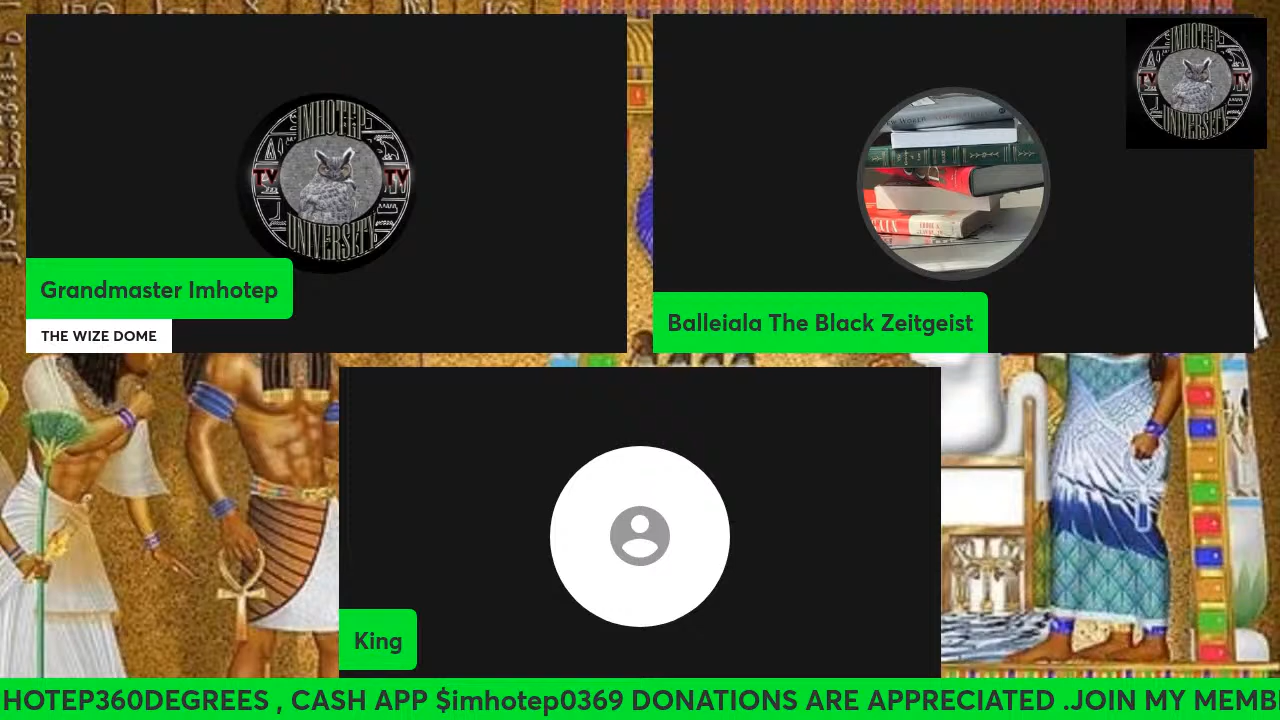 IMHOTEP
TV TV
UNIVERSITY
Grandmaster Imhotep
THE WIZE DOME
Balleiala The Black Zeitgeist
IMHOTEP
TV TV
UNIVERSITY
King
HOTEP360DEGREES , CASH APP $imhotep0369 DONATIONS ARE APPRECIATED .JOIN MY MEMB